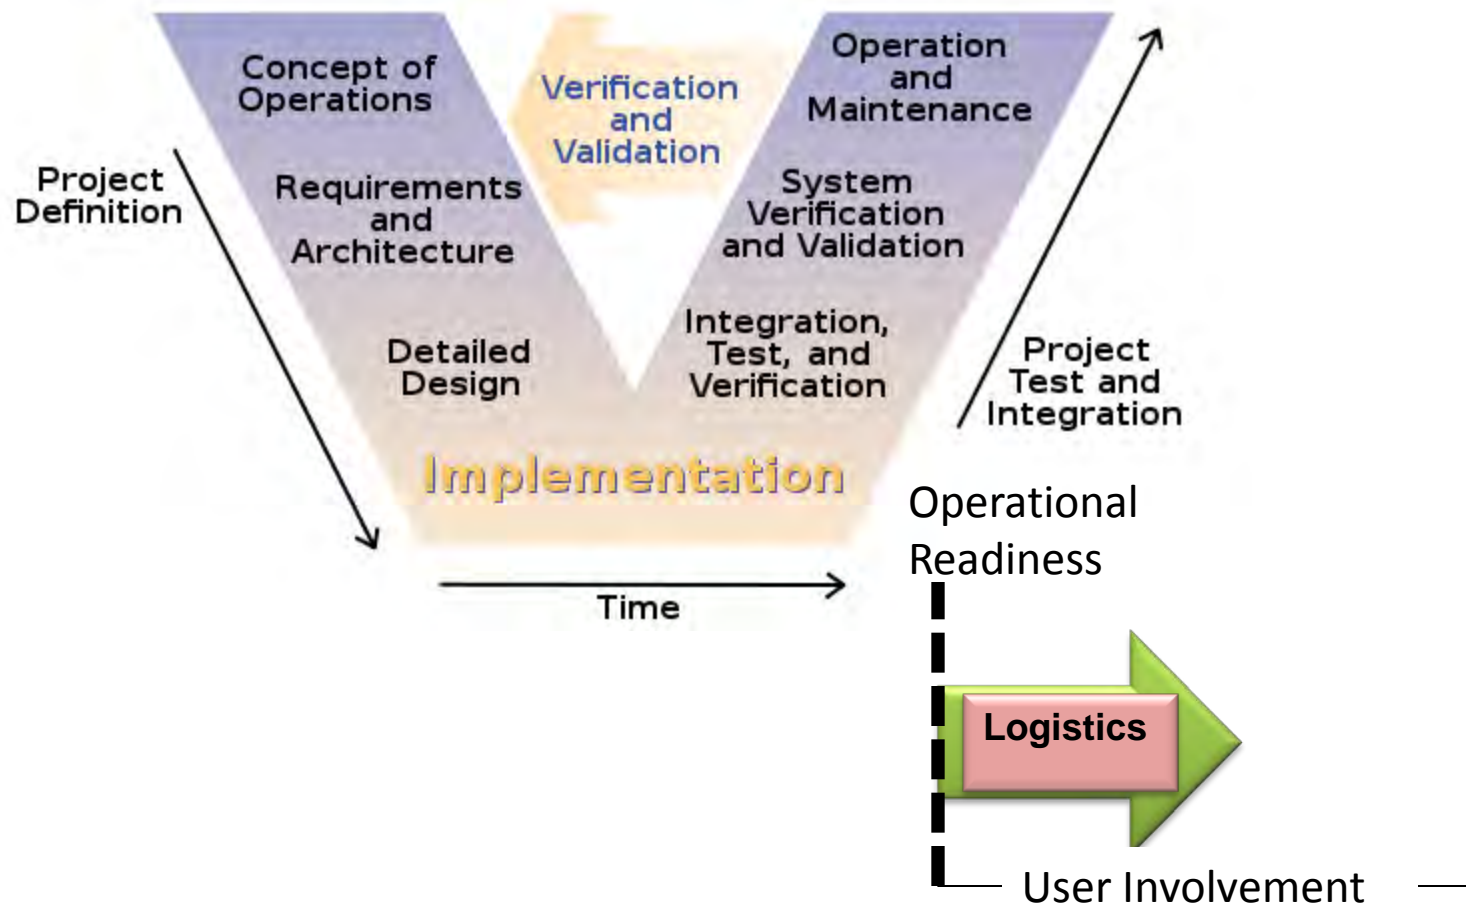 Concept of
Operations
Verification
and
Validation
Operation
and
Maintenance
Project
Definition
Requirements
and
Architecture
System
Verification
and Validation
Detailed
Design
Integration,
Test, and
Verification
Project
Test and
Integration
Implementation
Time
Operational
Readiness
Logistics
User Involvement